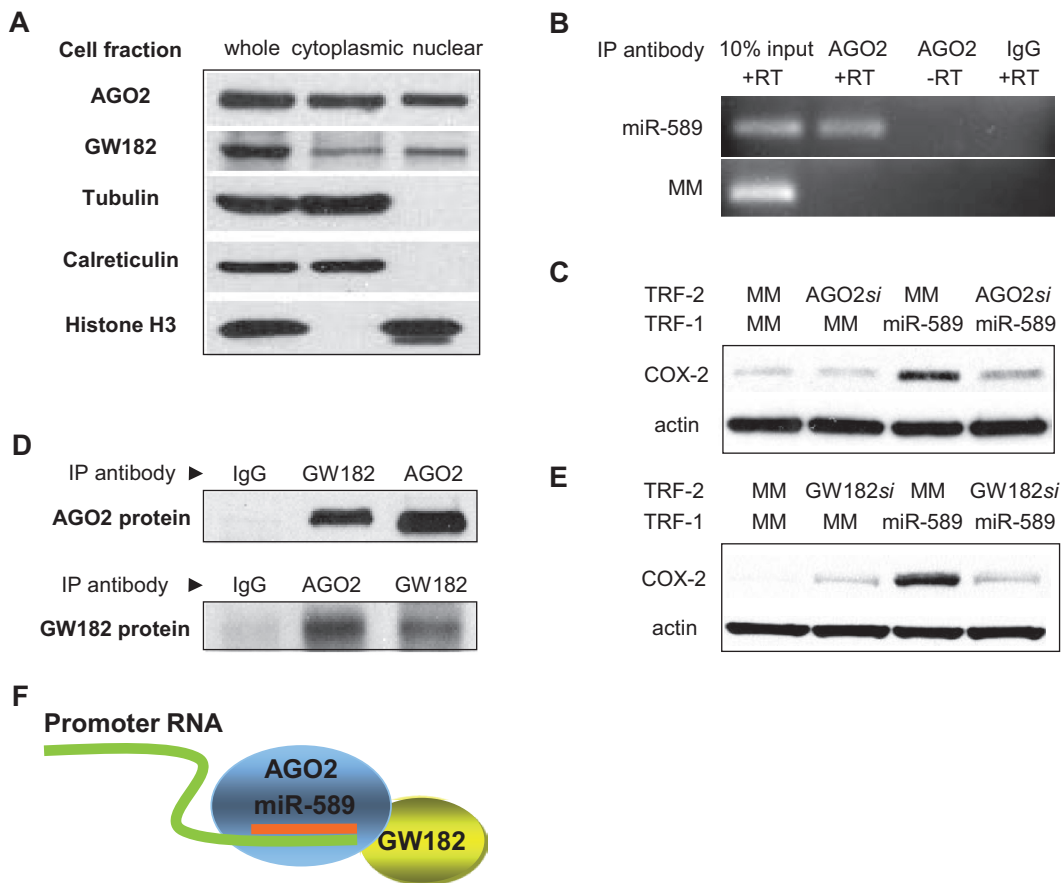 A
Cell fraction whole cytoplasmic nuclear
AGO2
GW182
Tubulin
Calreticulin
Histone H3
B
IP antibody 10% input AGO2 AGO2 IgG
+RT +RT -RT +RT
miR-589
MM
C
TRF-2 MM AGO2si MM AGO2si
TRF-1 MM MM miR-589 miR-589
COX-2
actin
D
IP antibody ► IgG GW182 AGO2
AGO2 protein
IP antibody ► IgG AGO2 GW182
GW182 protein
E
TRF-2 MM GW182si MM GW182si
TRF-1 MM MM miR-589 miR-589
COX-2
actin
F
Promoter RNA
AGO2
miR-589
GW182